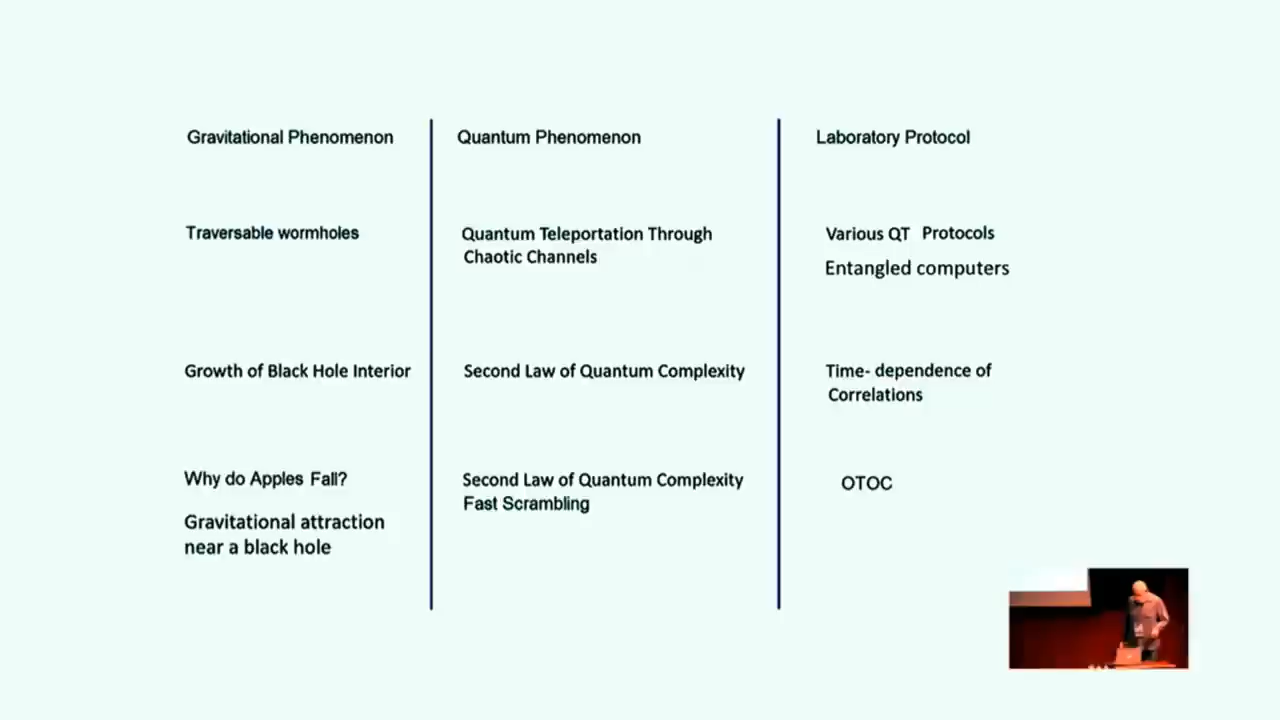 Gravitational Phenomenon
Quantum Phenomenon
Laboratory Protocol
Traversable wormholes
Quantum Teleportation Through
Chaotic Channels
Various QT Protocols
Entangled computers
Growth of Black Hole Interior
Second Law of Quantum Complexity
Time- dependence of
Correlations
Why do Apples Fall?
Gravitational attraction
near a black hole
Second Law of Quantum Complexity
Fast Scrambling
OTOC